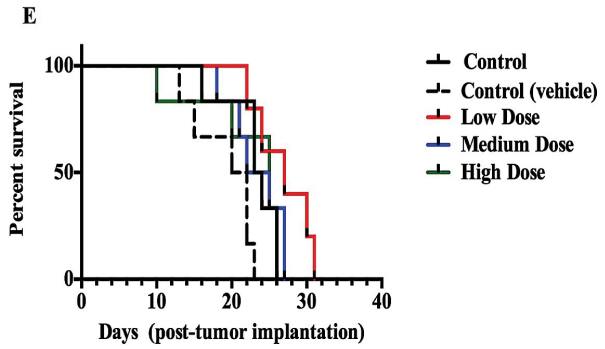 E
Percent survival
100
50
0
0 10 20 30 40
Days (post-tumor implantation)
Control
Control (vehicle)
Low Dose
Medium Dose
High Dose